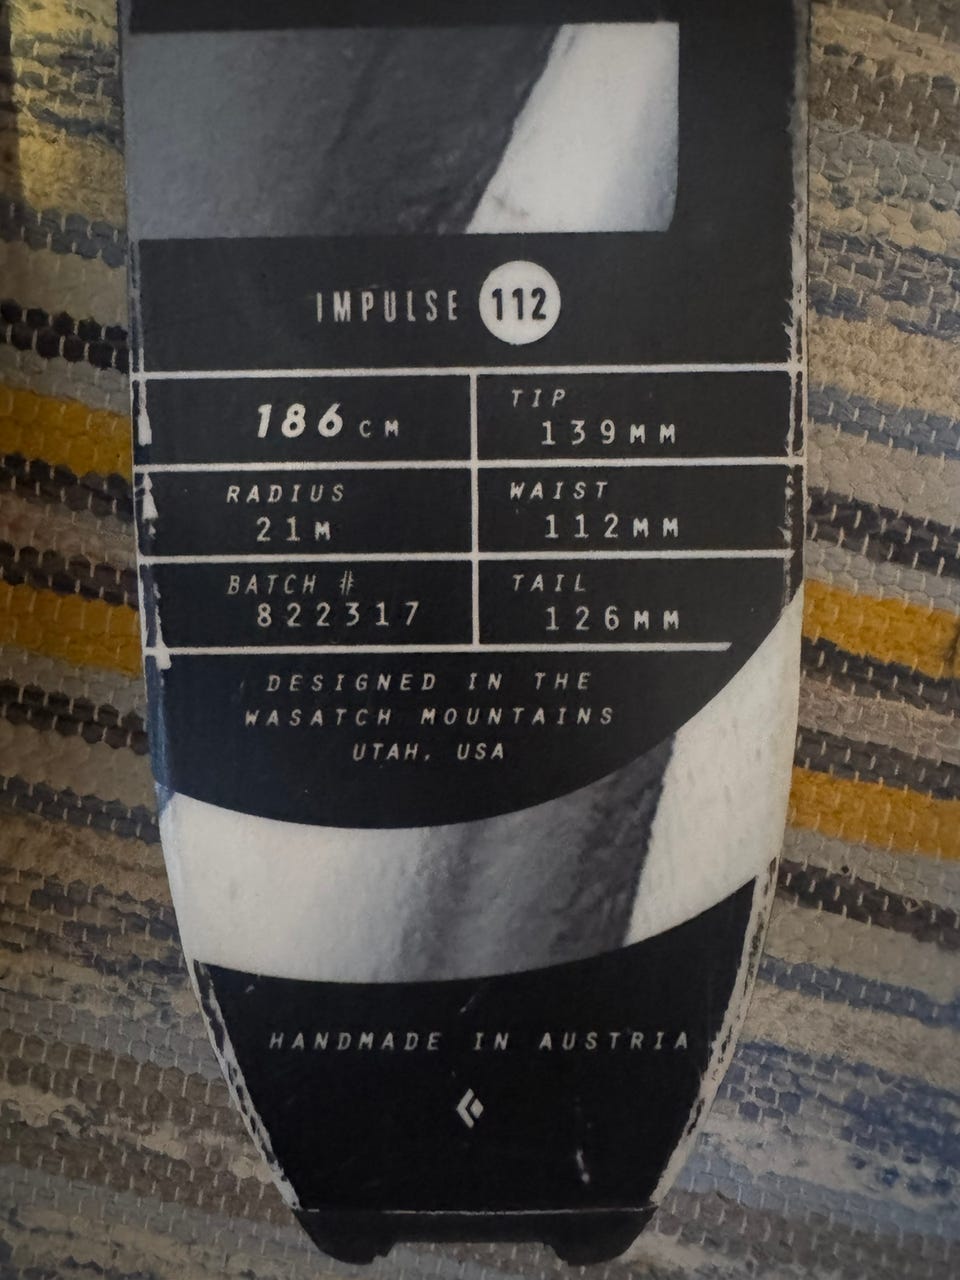 IMPULSE 112
186 CM
TIP
139MM
RADIUS
21M
WAIST
112MM
BATCH #
822317
TAIL
126MM
DESIGNED IN THE
WASATCH MOUNTAINS
UTAH, USA
HANDMADE IN AUSTRIA